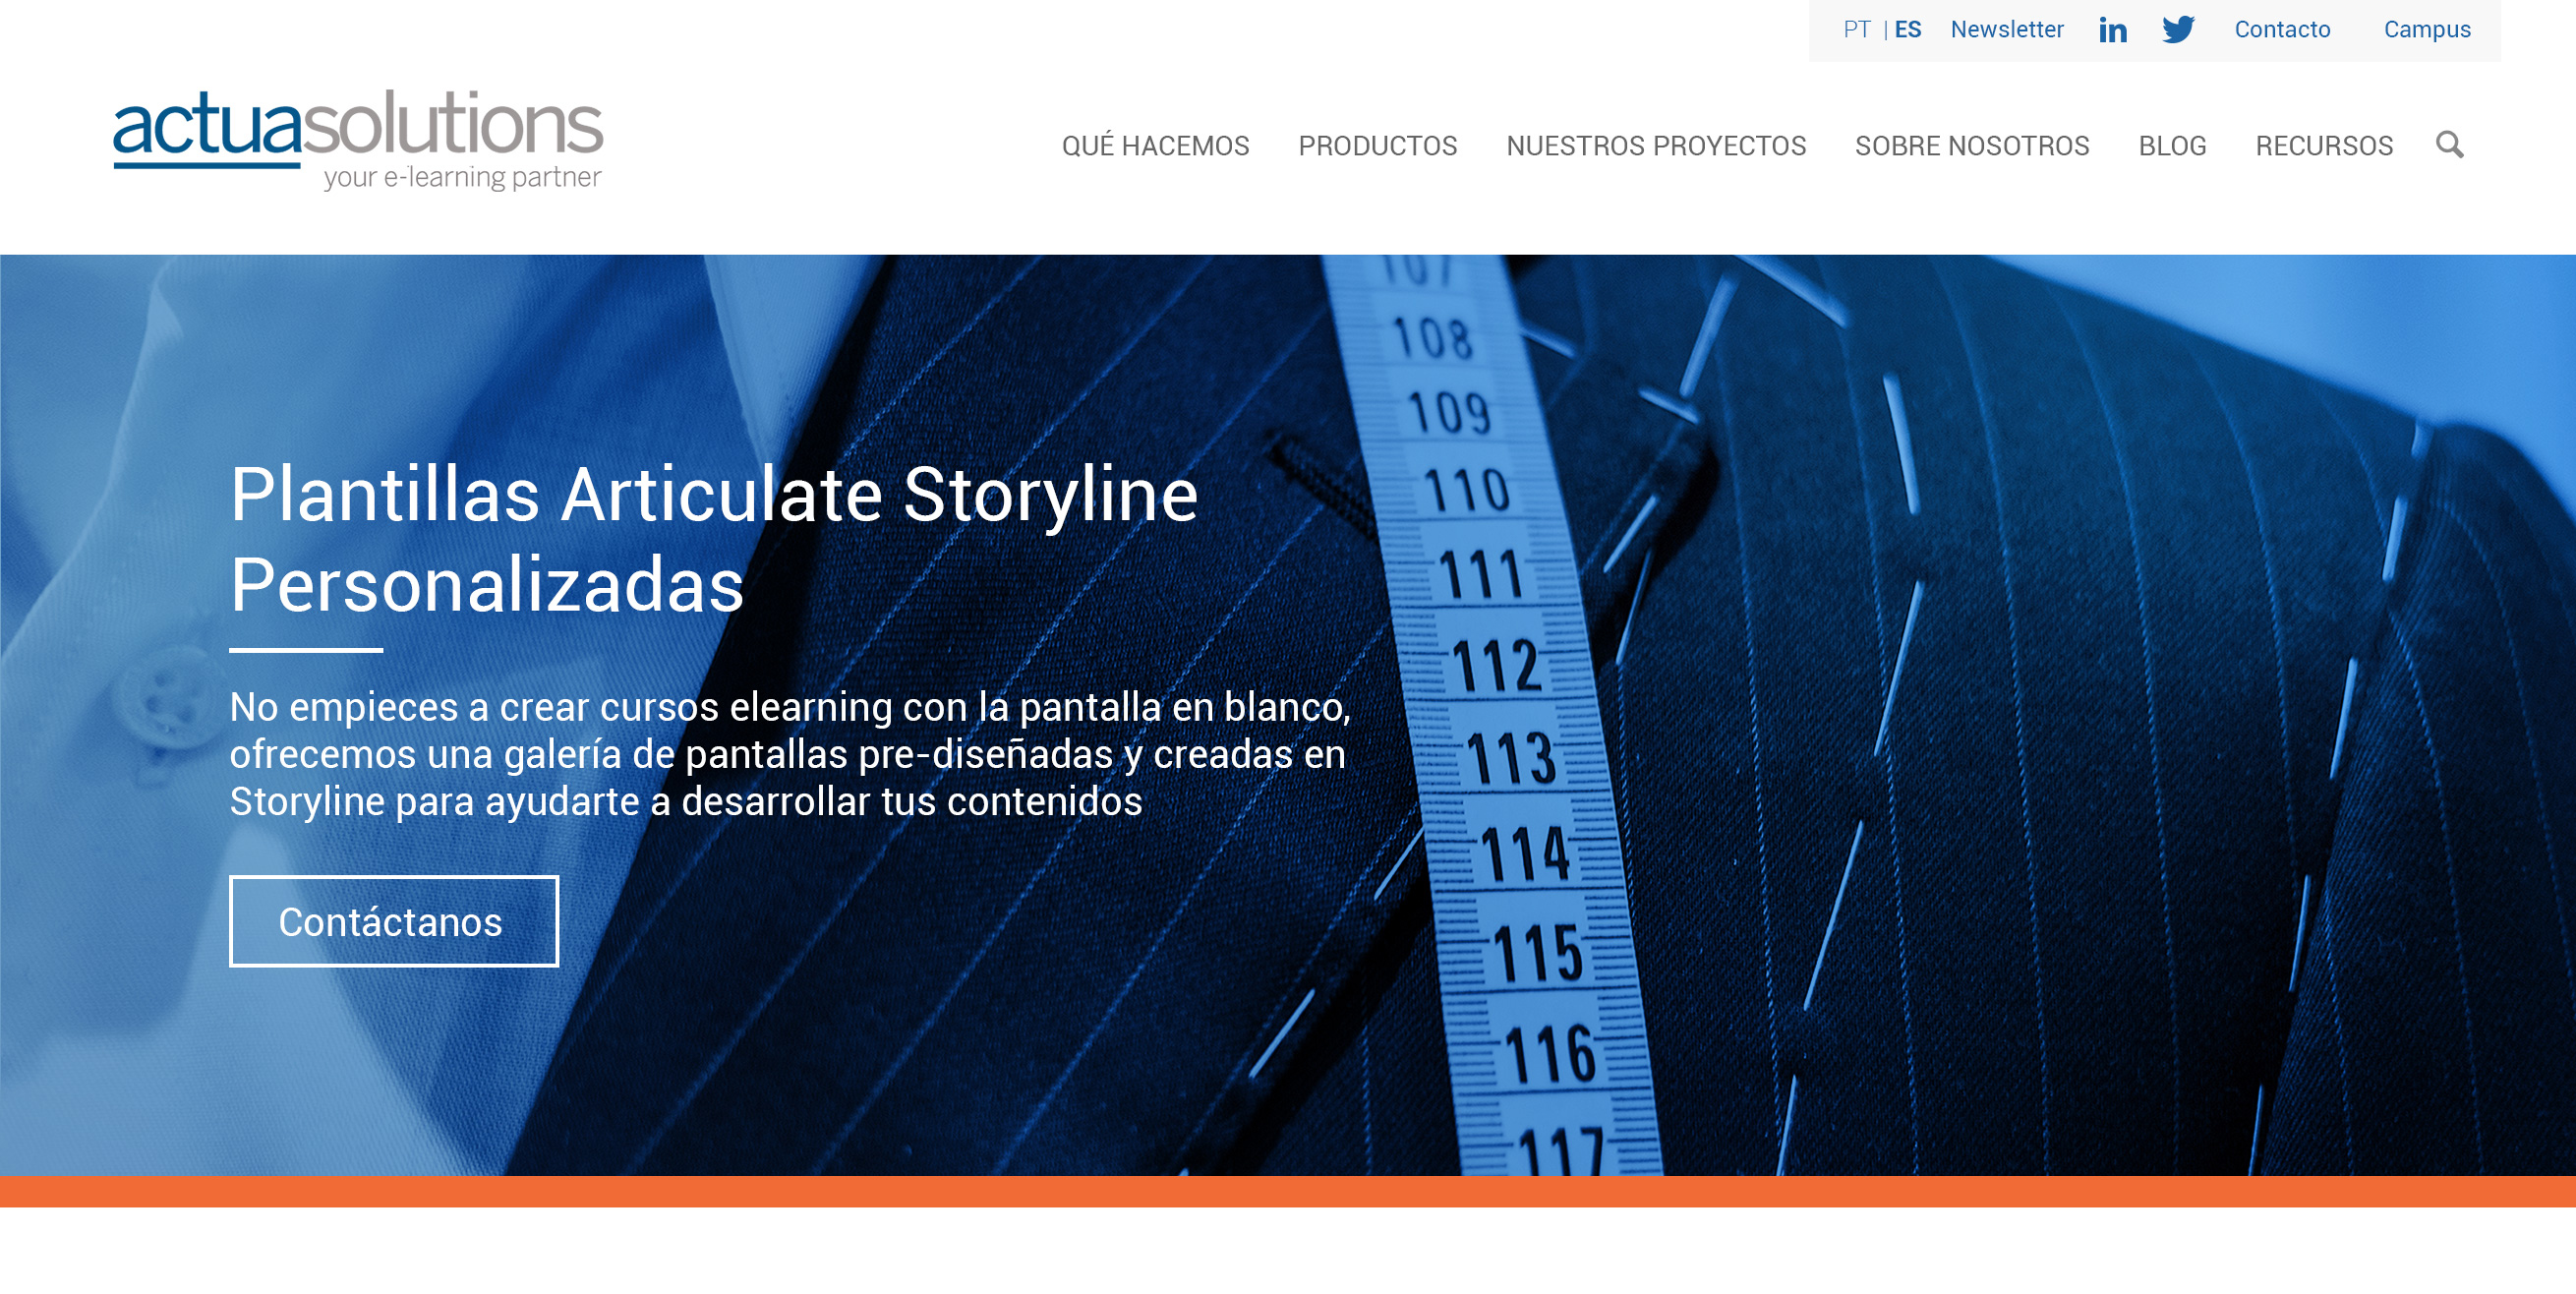 PT | ES Newsletter in Contacto Campus
actuasolutions
your e-learning partner
QUÉ HACEMOS PRODUCTOS NUESTROS PROYECTOS SOBRE NOSOTROS BLOG RECURSOS
Plantillas Articulate Storyline
Personalizadas
No empieces a crear cursos elearning con la pantalla en blanco,
ofrecemos una galería de pantallas pre-diseñadas y creadas en
Storyline para ayudarte a desarrollar tus contenidos
Contáctanos
107
108
109
110
111
112
113
114
115
116
117